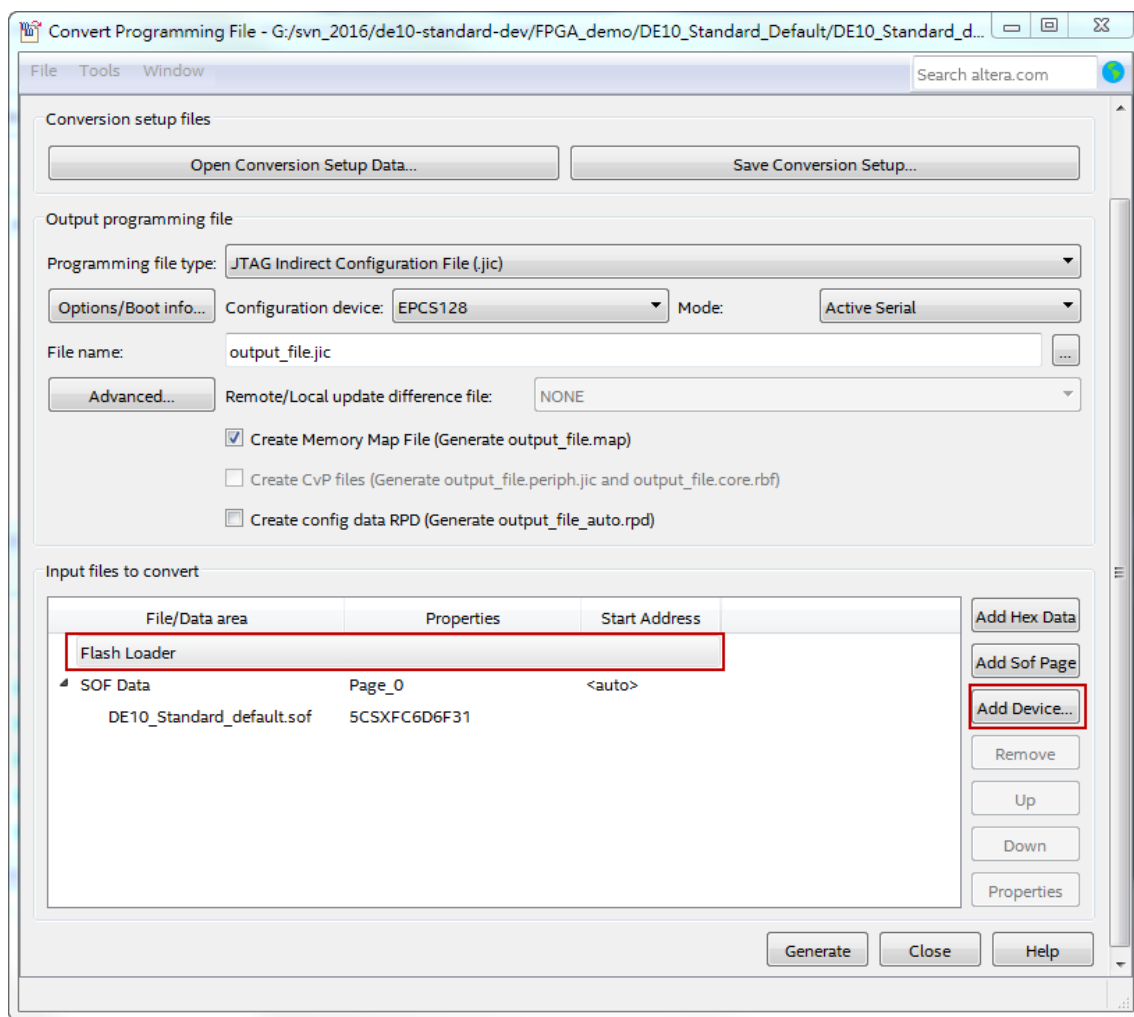 Convert Programming File - G:/svn_2016/de10-standard-dev/FPGA_demo/DE10_Standard_Default/DE10_Standard_d...
File Tools Window Search altera.com
Conversion setup files
Open Conversion Setup Data... Save Conversion Setup...
Output programming file
Programming file type: JTAG Indirect Configuration File (.jic)
Options/Boot info... Configuration device: EPCS128 Mode: Active Serial
File name: output_file.jic ...
Advanced... Remote/Local update difference file: NONE
Create Memory Map File (Generate output_file.map)
Create CvP files (Generate output_file.periph.jic and output_file.core.rbf)
Create config data RPD (Generate output_file_auto.rpd)
Input files to convert
File/Data area Properties Start Address Add Hex Data
Flash Loader Add Sof Page
SOF Data Page_0 <auto>
Add Device...
DE10_Standard_default.sof 5CSXFC6D6F31
Remove
Up
Down
Properties
Generate Close Help